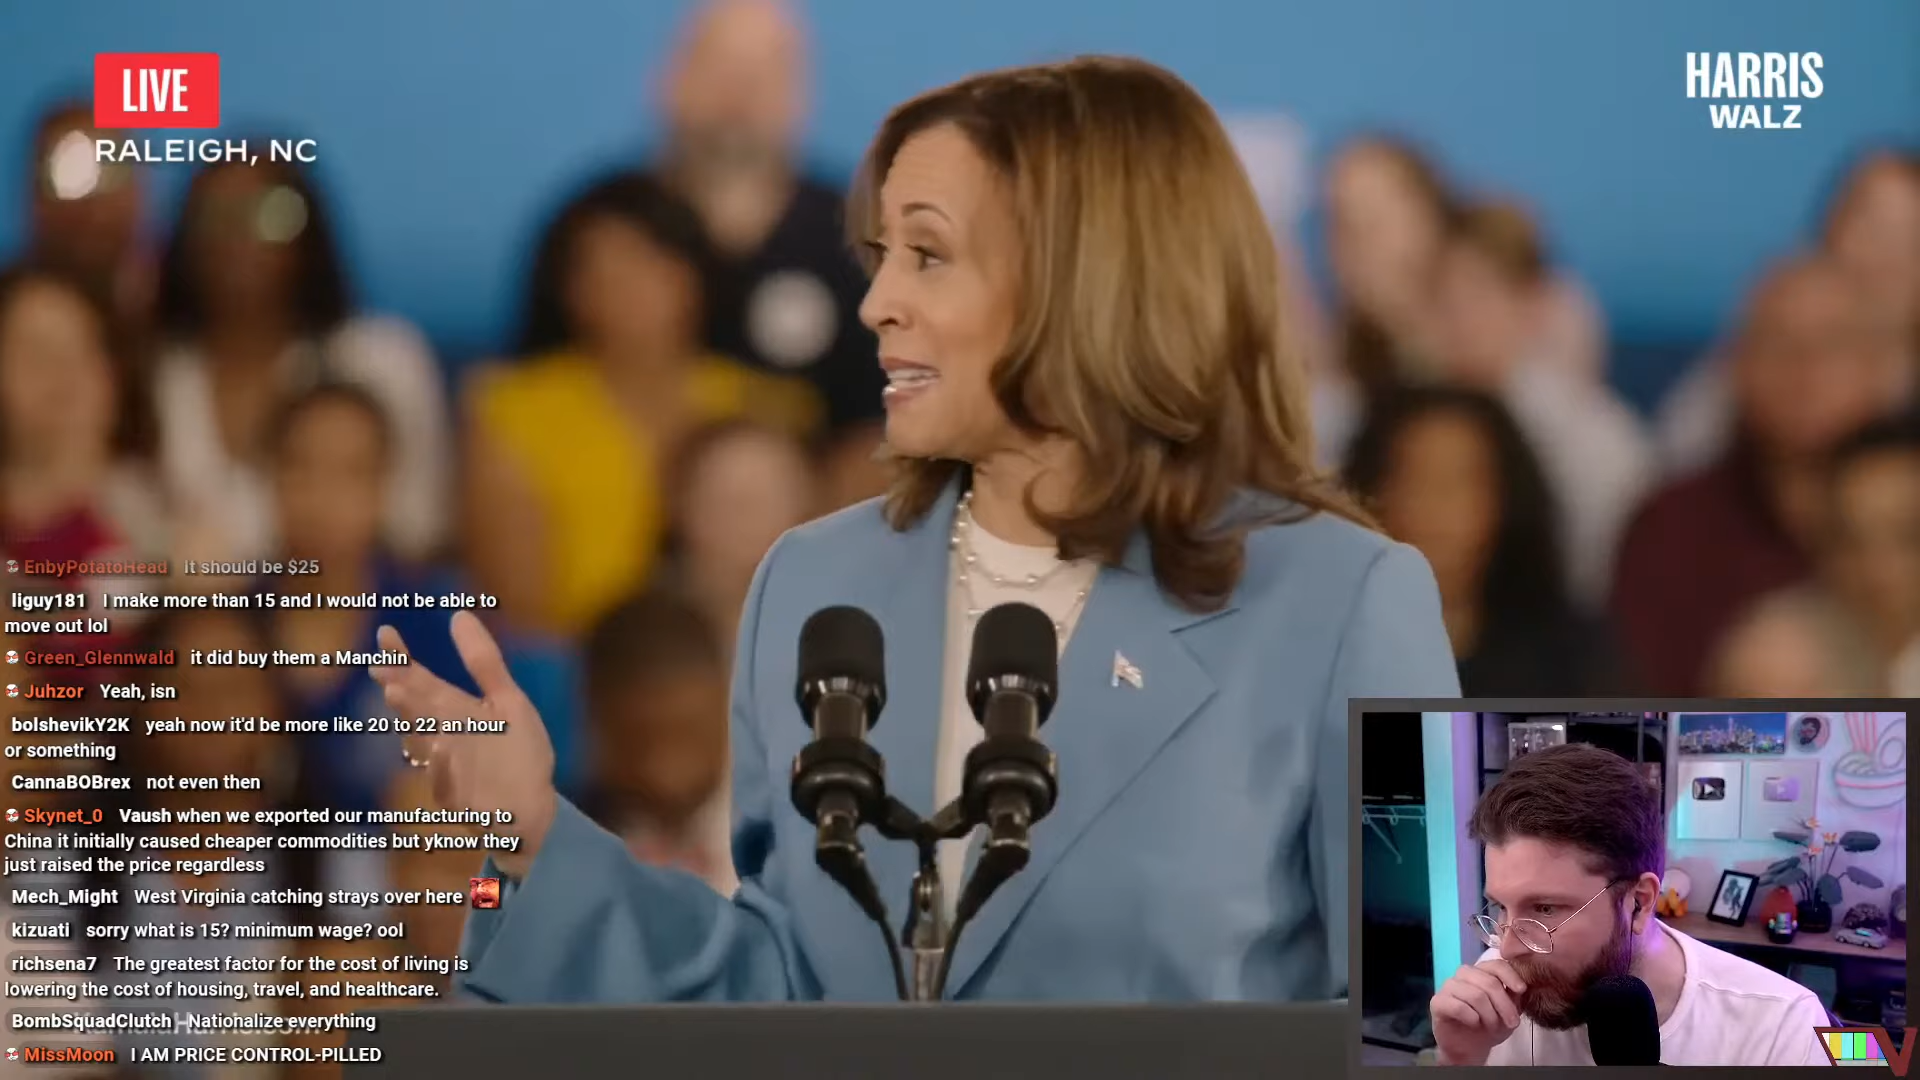 LIVE
RALEIGH, NC
HARRIS
WALZ
EnbyPotatoHead it should be $25
liguy181 I make more than 15 and I would not be able to
move out lol
Green_Glennwald it did buy them a Manchin
Juhzor Yeah, isn
bolshevikY2K yeah now it'd be more like 20 to 22 an hour
or something
CannaBOBrex not even then
Skynet_0 Vaush when we exported our manufacturing to
China it initially caused cheaper commodities but yknow they
just raised the price regardless
Mech_Might West Virginia catching strays over here
kizuati sorry what is 15? minimum wage? ool
richsena7 The greatest factor for the cost of living is
lowering the cost of housing, travel, and healthcare.
BombSquadClutch Nationalize everything
MissMoon I AM PRICE CONTROL-PILLED